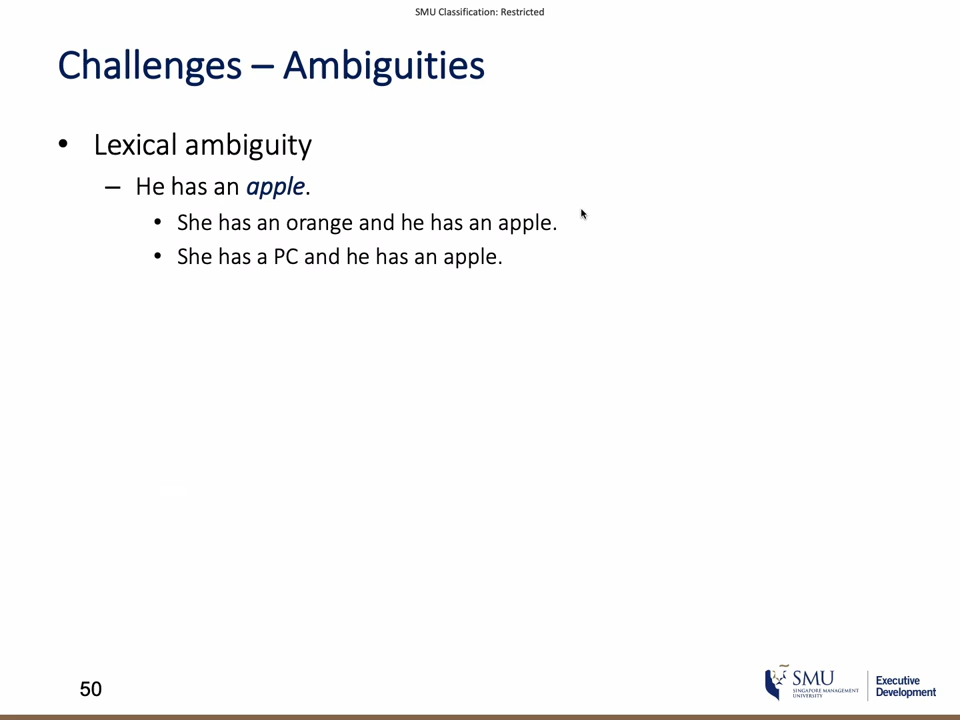 SMU Classification: Restricted
Challenges – Ambiguities
• Lexical ambiguity
– He has an apple.
• She has an orange and he has an apple.
• She has a PC and he has an apple.
50
SMU
SINGAPORE MANAGEMENT
UNIVERSITY
Executive
Development